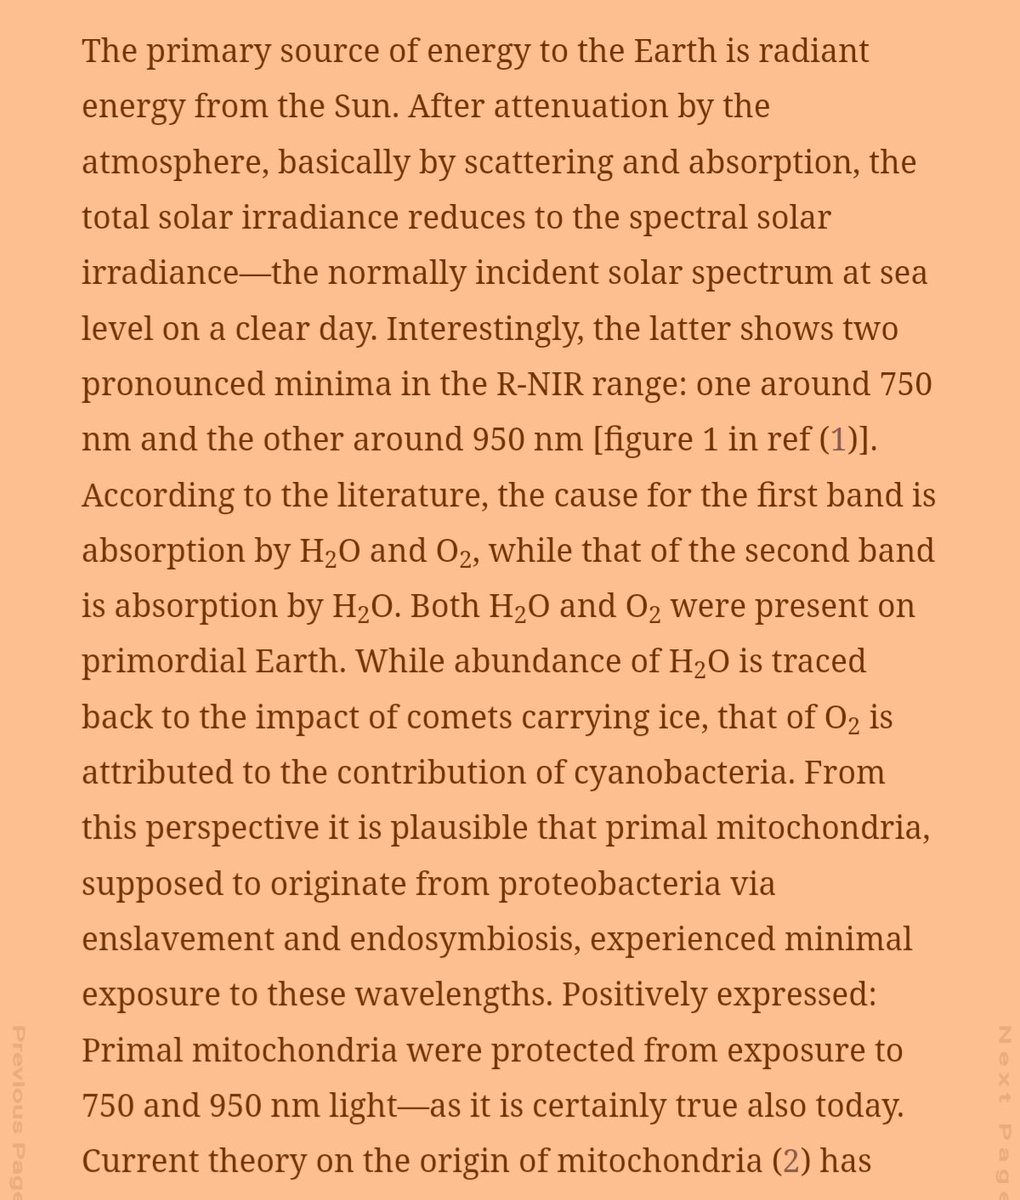 The primary source of energy to the Earth is radiant
energy from the Sun. After attenuation by the
atmosphere, basically by scattering and absorption, the
total solar irradiance reduces to the spectral solar
irradiance—the normally incident solar spectrum at sea
level on a clear day. Interestingly, the latter shows two
pronounced minima in the R-NIR range: one around 750
nm and the other around 950 nm [figure 1 in ref (1)].
According to the literature, the cause for the first band is
absorption by H₂O and O₂, while that of the second band
is absorption by H₂O. Both H₂O and O₂ were present on
primordial Earth. While abundance of H₂O is traced
back to the impact of comets carrying ice, that of O₂ is
attributed to the contribution of cyanobacteria. From
this perspective it is plausible that primal mitochondria,
supposed to originate from proteobacteria via
enslavement and endosymbiosis, experienced minimal
exposure to these wavelengths. Positively expressed:
Primal mitochondria were protected from exposure to
750 and 950 nm light—as it is certainly true also today.
Current theory on the origin of mitochondria (2) has
Previous Page
Next Page